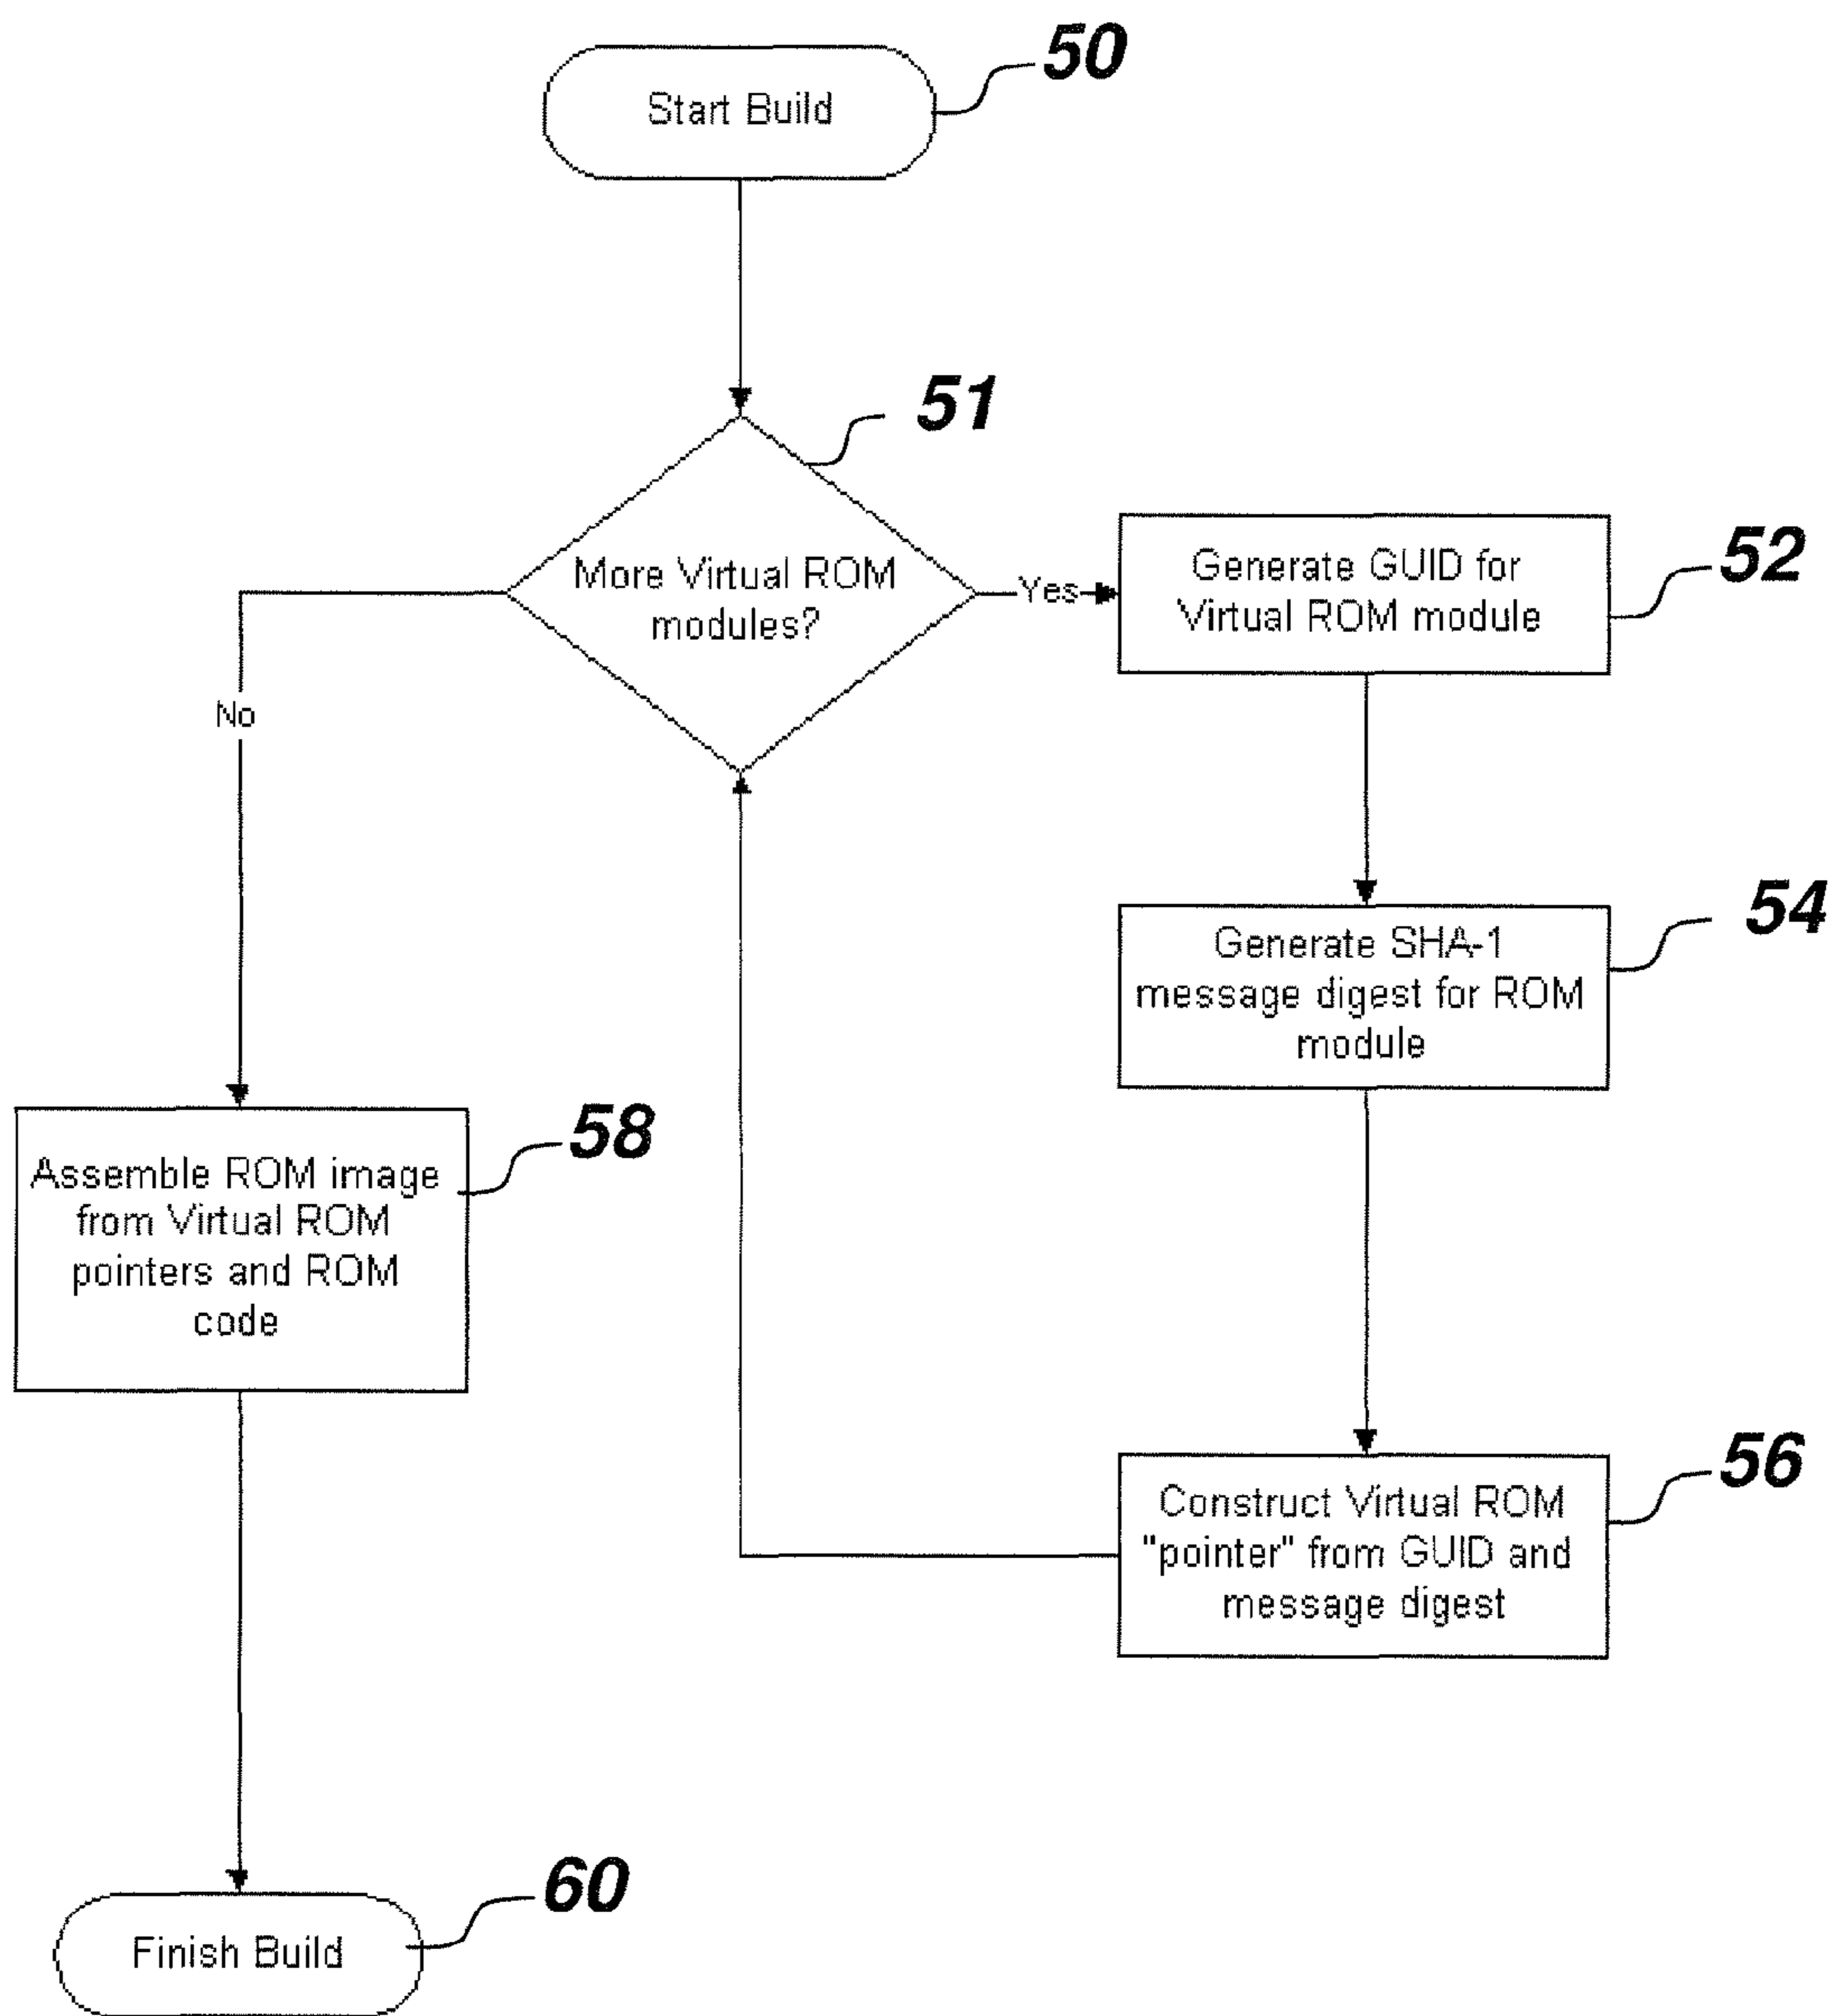 50
Start Build
51
More Virtual ROM
modules?
Yes
Generate GUID for
Virtual ROM module
52
No
Generate SHA-1
message digest for ROM
module
54
Assemble ROM image
from Virtual ROM
pointers and ROM
code
58
Construct Virtual ROM
"pointer" from GUID and
message digest
56
Finish Build
60